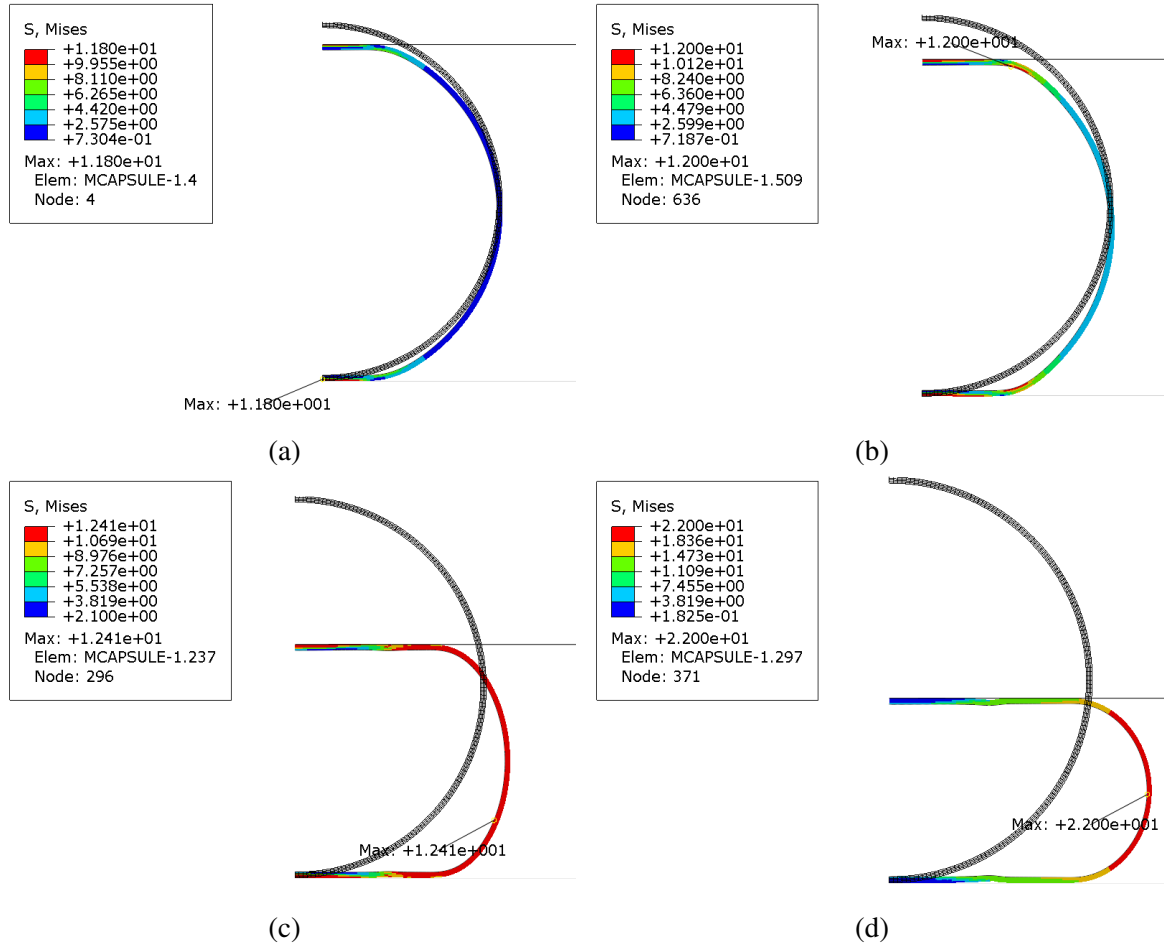 S, Mises
+1.180e+01
+9.955e+00
+8.110e+00
+6.265e+00
+4.420e+00
+2.575e+00
+7.304e-01
Max: +1.180e+01
Elem: MCAPSULE-1.4
Node: 4
Max: +1.180e+001
(a)
S, Mises
+1.200e+01
+1.012e+01
+8.240e+00
+6.360e+00
+4.479e+00
+2.599e+00
+7.187e-01
Max: +1.200e+01
Elem: MCAPSULE-1.509
Node: 636
Max: +1.200e+001
(b)
S, Mises
+1.241e+01
+1.069e+01
+8.976e+00
+7.257e+00
+5.538e+00
+3.819e+00
+2.100e+00
Max: +1.241e+01
Elem: MCAPSULE-1.237
Node: 296
Max: +1.241e+001
(c)
S, Mises
+2.200e+01
+1.836e+01
+1.473e+01
+1.109e+01
+7.455e+00
+3.819e+00
+1.825e-01
Max: +2.200e+01
Elem: MCAPSULE-1.297
Node: 371
Max: +2.200e+001
(d)